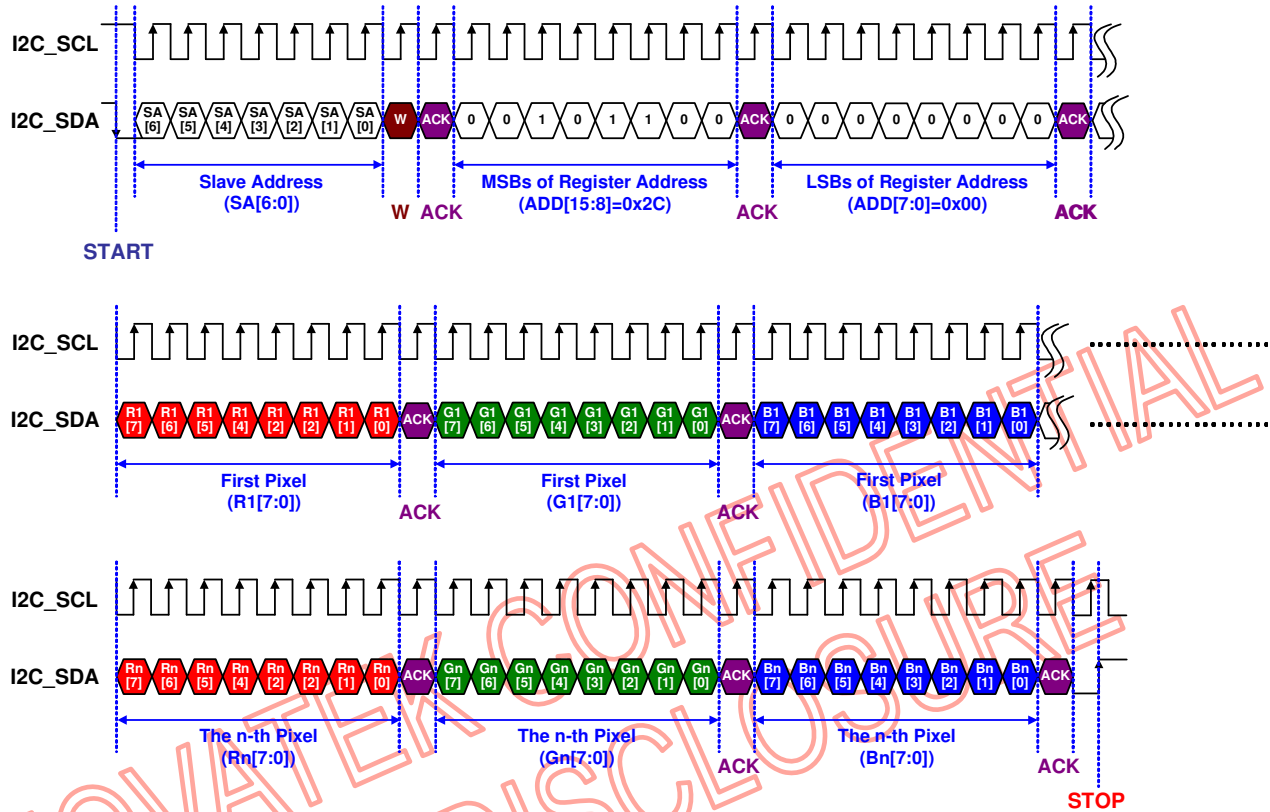 I2C_SCL
I2C_SDA
SA [6] SA [5] SA [4] SA [3] SA [2] SA [1] SA [0] W ACK 0 0 1 0 1 1 0 0 ACK 0 0 0 0 0 0 0 0 ACK
Slave Address MSBs of Register Address LSBs of Register Address
(SA[6:0]) (ADD[15:8]=0x2C) (ADD[7:0]=0x00)
W ACK ACK ACK
START
I2C_SCL
I2C_SDA
R1 [7] R1 [6] R1 [5] R1 [4] R1 [2] R1 [2] R1 [1] R1 [0] ACK G1 [7] G1 [6] G1 [5] G1 [4] G1 [3] G1 [2] G1 [1] G1 [0] ACK B1 [7] B1 [6] B1 [5] B1 [4] B1 [3] B1 [2] B1 [1] B1 [0]
First Pixel First Pixel First Pixel
(R1[7:0]) (G1[7:0]) (B1[7:0])
ACK ACK
I2C_SCL
I2C_SDA
Rn [7] Rn [6] Rn [5] Rn [4] Rn [2] Rn [2] Rn [1] Rn [0] ACK Gn [7] Gn [6] Gn [5] Gn [4] Gn [3] Gn [2] Gn [1] Gn [0] ACK Bn [7] Bn [6] Bn [5] Bn [4] Bn [3] Bn [2] Bn [1] Bn [0] ACK
The n-th Pixel The n-th Pixel The n-th Pixel
(Rn[7:0]) (Gn[7:0]) (Bn[7:0])
ACK ACK
STOP
OVATEK CONFIDENTIAL
DISCLOSURE